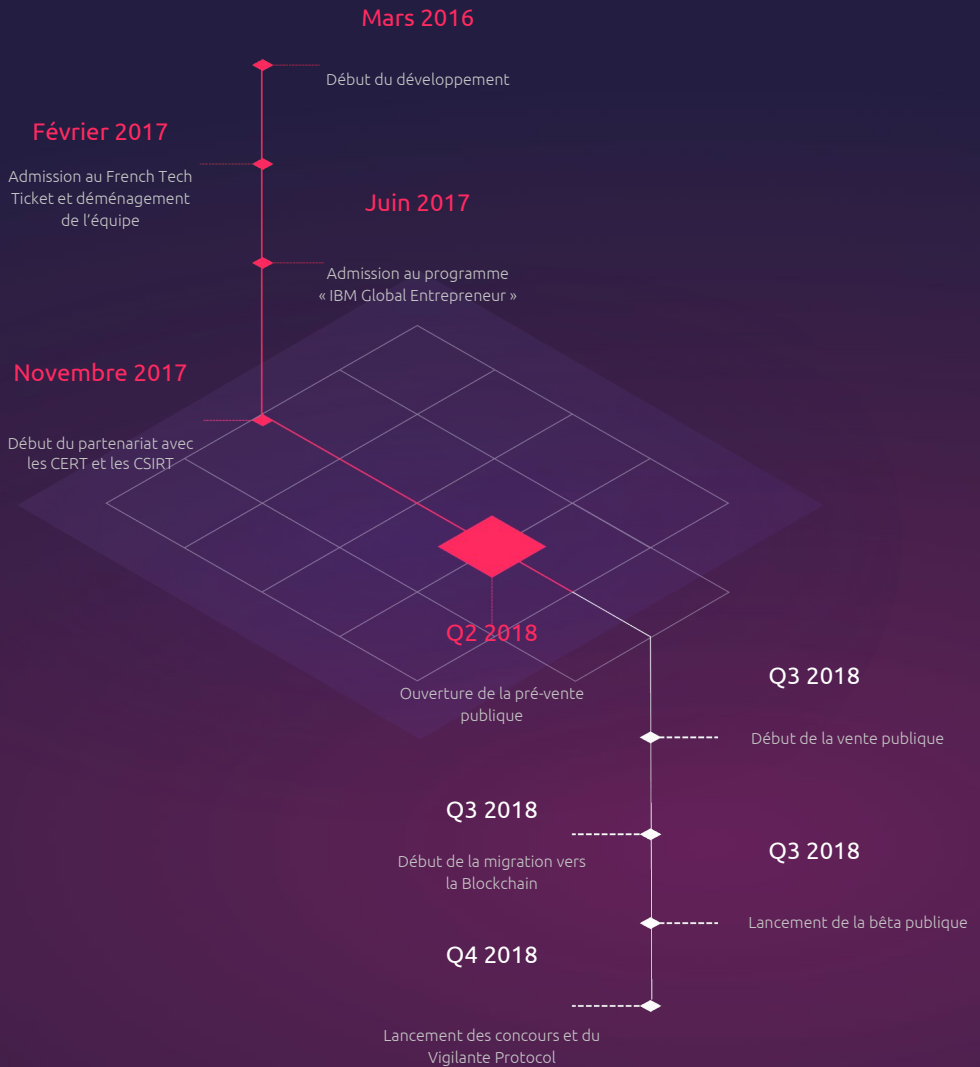 Mars 2016
Début du développement
Février 2017
Admission au French Tech
Ticket et déménagement
de l'équipe
Juin 2017
Admission au programme
« IBM Global Entrepreneur »
Novembre 2017
Début du partenariat avec
les CERT et les CSIRT
Q2 2018
Ouverture de la pré-vente
publique
Q3 2018
Début de la vente publique
Q3 2018
Début de la migration vers
la Blockchain
Q3 2018
Lancement de la bêta publique
Q4 2018
Lancement des concours et du
Vigilante Protocol